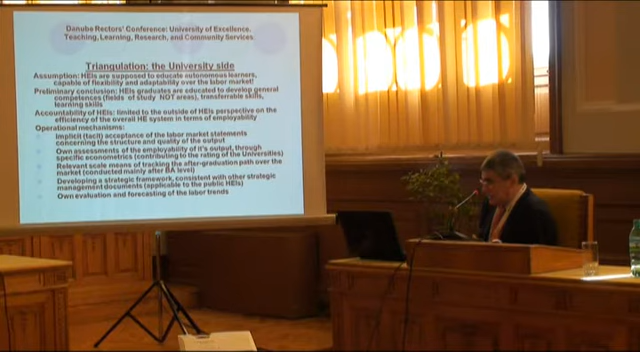 Danube Rectors' Conference: University of Excellence.
Teaching, Learning, Research, and Community Services
Triangulation: the University side
Assumption: HEIs are supposed to educate autonomous learners,
capable of flexibility and adaptability over the labor market!
Preliminary conclusion: HEIs graduates are educated to develop general
competences (fields of study NOT areas), transferrable skills,
learning skills
Accountability of HEIs: limited to the outside of HEIs perspective on the
efficiency of the overall HE system in terms of employability
Operational mechanisms:
Implicit (tacit) acceptance of the labor market statements
concerning the structure and quality of the output
Own assessments of the employability of it's output, through
specific econometrics (contributing to the rating of the Universities)
Relevant scale means of tracking the after-graduation path over the
market (conducted mainly after BA level)
Developing a strategic framework, consistent with other strategic
management documents (applicable to the public HEIs)
Own evaluation and forecasting of the labor trends